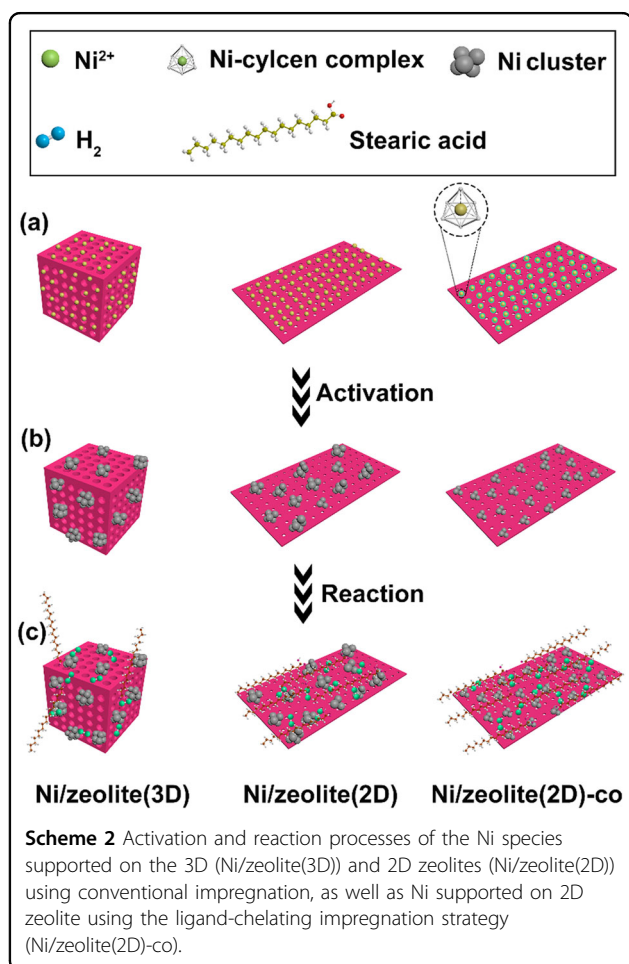 Ni²⁺ Ni-cylcen complex Ni cluster
H₂ Stearic acid
(a)
Activation
(b)
Reaction
(c)
Ni/zeolite(3D) Ni/zeolite(2D) Ni/zeolite(2D)-co
Scheme 2 Activation and reaction processes of the Ni species
supported on the 3D (Ni/zeolite(3D)) and 2D zeolites (Ni/zeolite(2D))
using conventional impregnation, as well as Ni supported on 2D
zeolite using the ligand-chelating impregnation strategy
(Ni/zeolite(2D)-co).